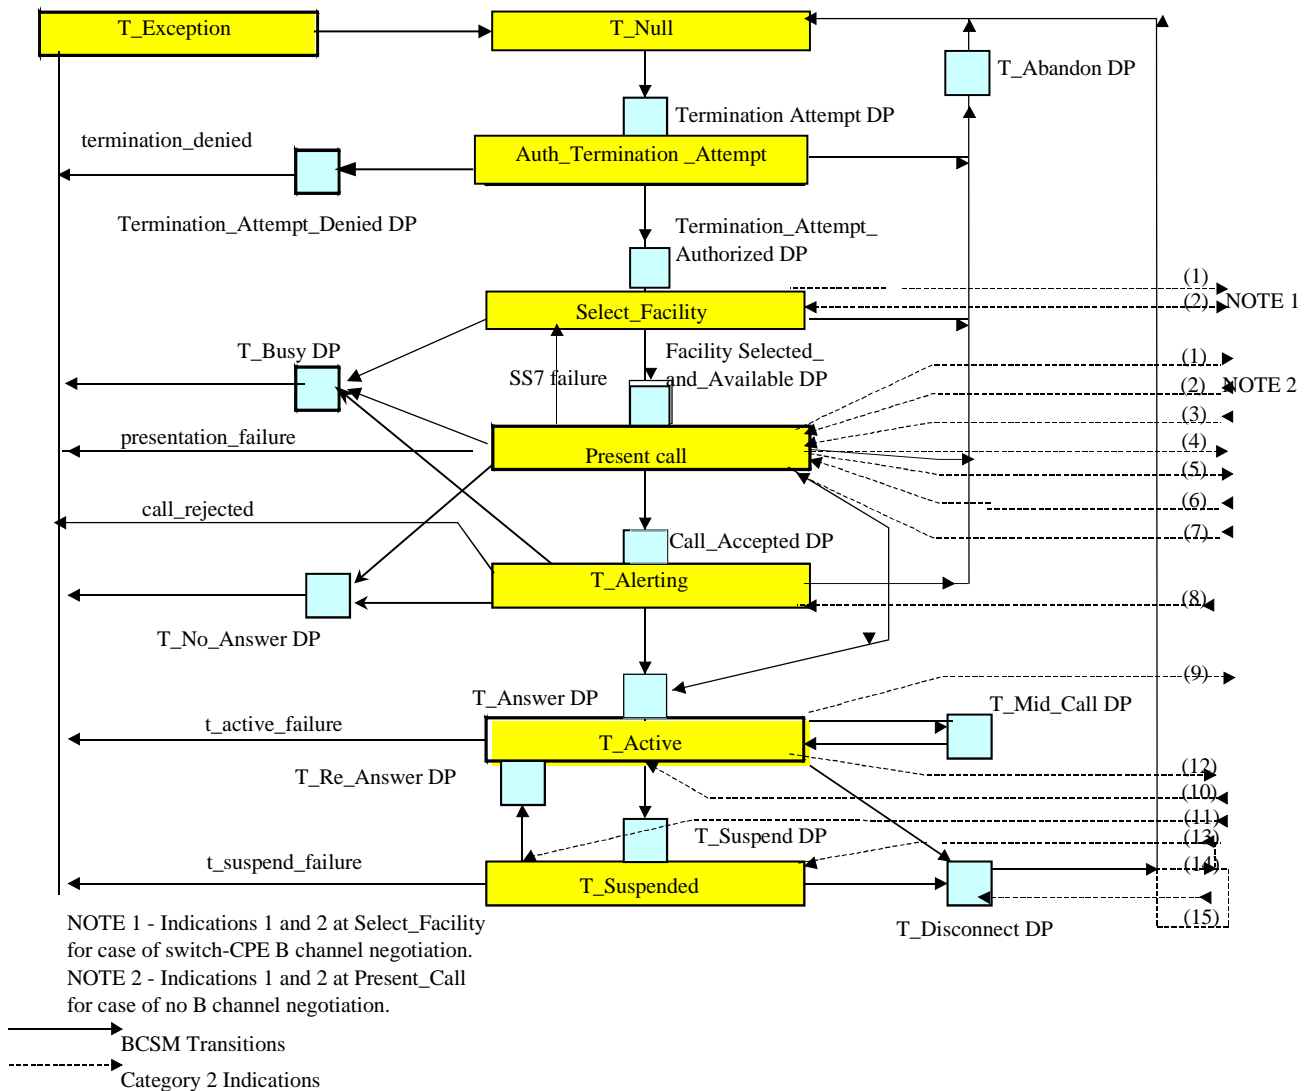 T_Exception
T_Null
T_Abandon DP
Termination Attempt DP
termination_denied
Auth_Termination _Attempt
Termination_Attempt_Denied DP
Termination_Attempt_
Authorized DP
(1)
(2)
NOTE 1
Select_Facility
T_Busy DP
SS7 failure
Facility Selected_
and_Available DP
(1)
(2)
NOTE 2
(3)
presentation_failure
Present call
(4)
(5)
(6)
call_rejected
(7)
Call_Accepted DP
T_Alerting
(8)
T_No_Answer DP
(9)
T_Answer DP
T_Mid_Call DP
t_active_failure
T_Active
T_Re_Answer DP
(12)
(10)
(11)
T_Suspend DP
(13)
t_suspend_failure
(14)
T_Suspended
(15)
T_Disconnect DP
NOTE 1 - Indications 1 and 2 at Select_Facility
for case of switch-CPE B channel negotiation.
NOTE 2 - Indications 1 and 2 at Present_Call
for case of no B channel negotiation.
BCSM Transitions
Category 2 Indications